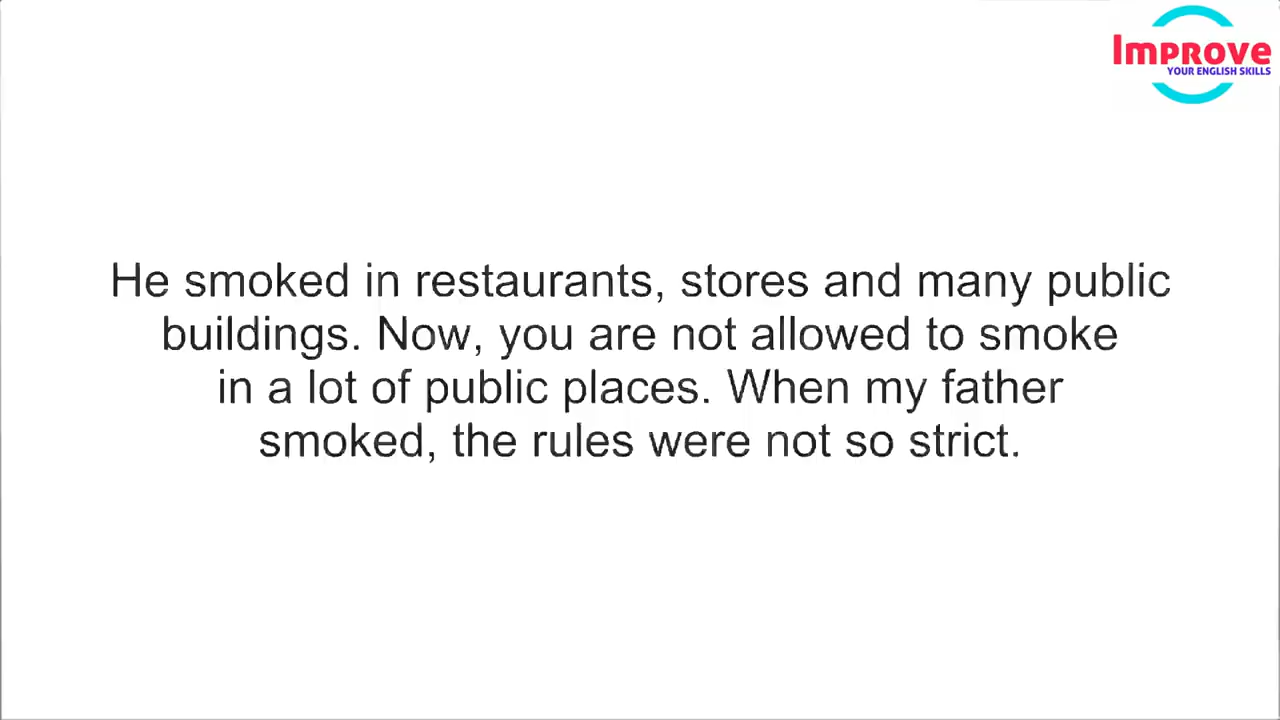 Improve
YOUR ENGLISH SKILLS
He smoked in restaurants, stores and many public
buildings. Now, you are not allowed to smoke
in a lot of public places. When my father
smoked, the rules were not so strict.